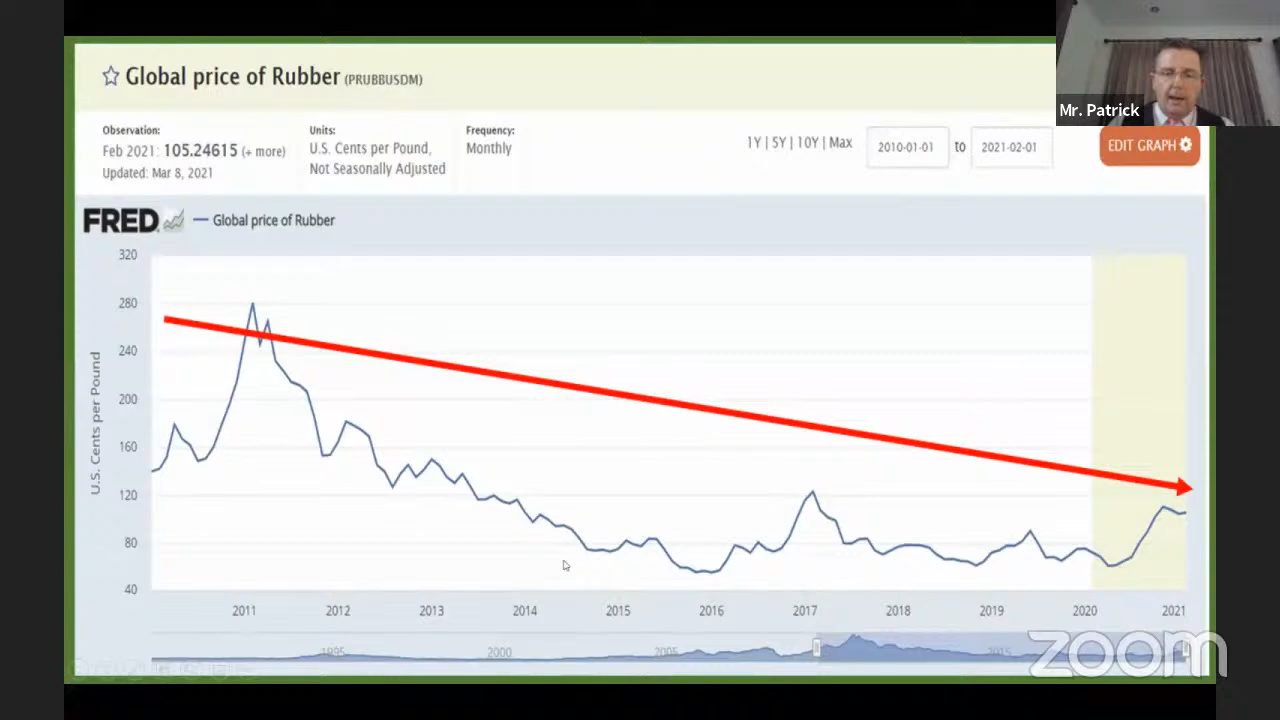 Global price of Rubber (PRUBBUSDM)
Mr. Patrick
Observation:
Feb 2021: 105.24615 (+ more)
Updated: Mar 8, 2021
Units:
U.S. Cents per Pound,
Not Seasonally Adjusted
Frequency:
Monthly
1Y | 5Y | 10Y | Max
2010-01-01 to 2021-02-01
EDIT GRAPH
FRED
Global price of Rubber
U.S. Cents per Pound
320
280
240
200
160
120
80
40
2011 2012 2013 2014 2015 2016 2017 2018 2019 2020 2021
1995 2000 2005 2015
zoom